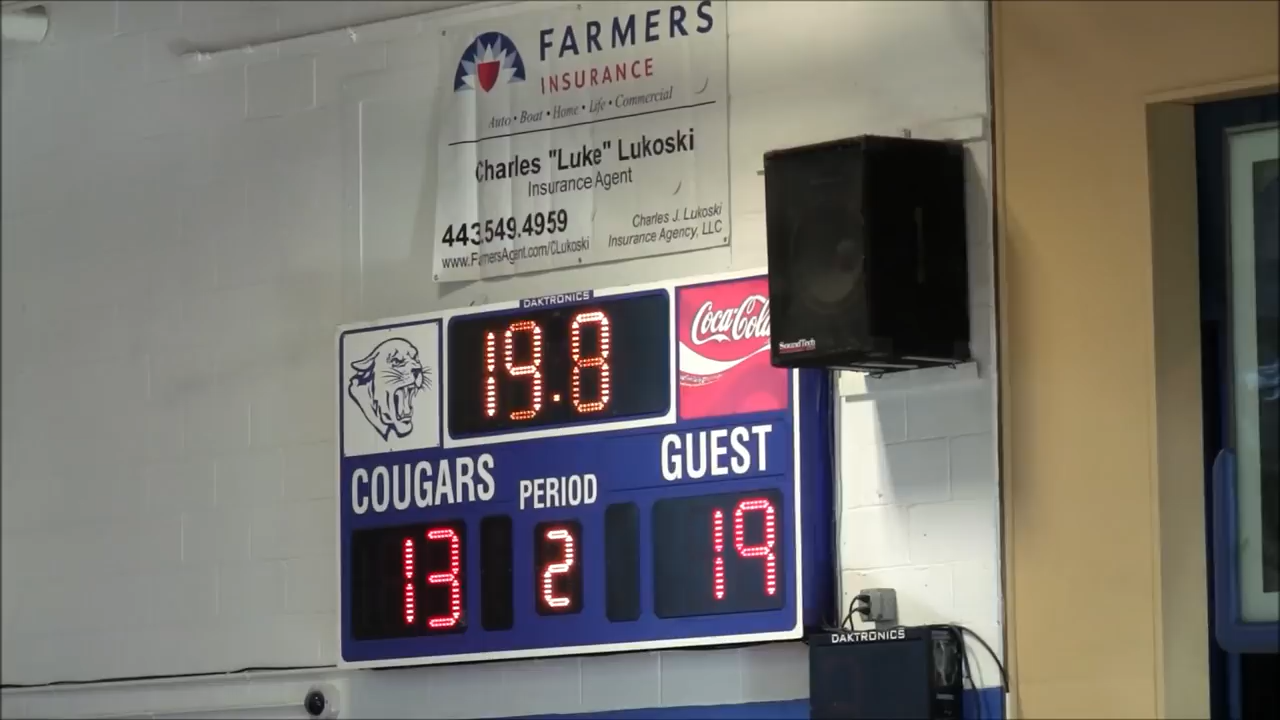 FARMERS
INSURANCE
Auto • Boat • Home • Life • Commercial
Charles "Luke" Lukoski
Insurance Agent
443.549.4959
www.FarmersAgent.com/CLukoski
Charles J. Lukoski
Insurance Agency, LLC
DAKTRONICS
19.8
Coca-Cola
SoundTech
COUGARS
PERIOD
GUEST
13
2
19
DAKTRONICS